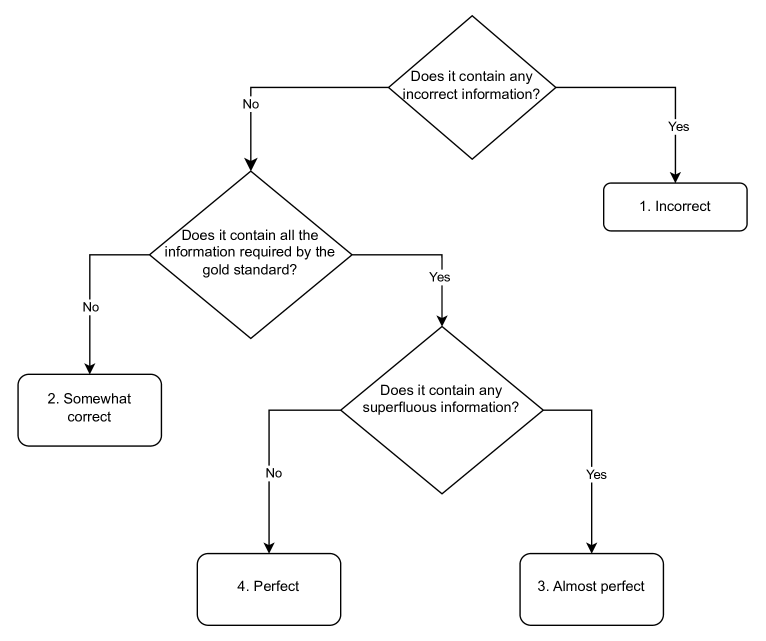 Does it contain any
incorrect information?
No
Yes
1. Incorrect
Does it contain all the
information required by the
gold standard?
No
Yes
2. Somewhat
correct
Does it contain any
superfluous information?
No
Yes
4. Perfect
3. Almost perfect